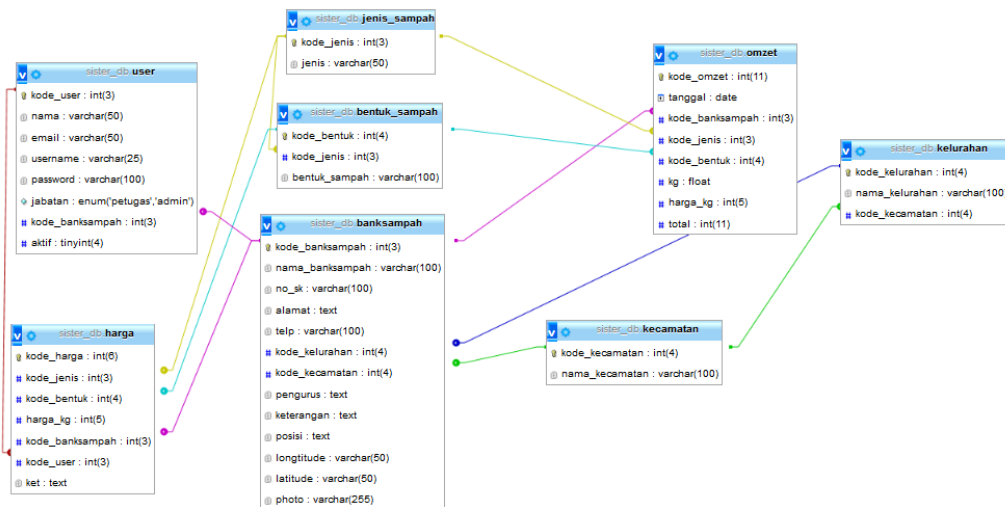 sister_db.jenis_sampah
kode_jenis : int(3)
jenis : varchar(50)
sister_db.user
kode_user : int(3)
nama : varchar(50)
email : varchar(50)
username : varchar(25)
password : varchar(100)
jabatan : enum('petugas','admin')
kode_banksampah : int(3)
aktif : tinyint(4)
sister_db.bentuk_sampah
kode_bentuk : int(4)
kode_jenis : int(3)
bentuk_sampah : varchar(100)
sister_db.omzet
kode_omzet : int(11)
tanggal : date
kode_banksampah : int(3)
kode_jenis : int(3)
kode_bentuk : int(4)
kg : float
harga_kg : int(5)
total : int(11)
sister_db.kelurahan
kode_kelurahan : int(4)
nama_kelurahan : varchar(100)
kode_kecamatan : int(4)
sister_db.banksampah
kode_banksampah : int(3)
nama_banksampah : varchar(100)
no_sk : varchar(100)
alamat : text
telp : varchar(100)
kode_kelurahan : int(4)
kode_kecamatan : int(4)
pengurus : text
keterangan : text
posisi : text
longtitude : varchar(50)
latitude : varchar(50)
photo : varchar(255)
sister_db.harga
kode_harga : int(6)
kode_jenis : int(3)
kode_bentuk : int(4)
harga_kg : int(5)
kode_banksampah : int(3)
kode_user : int(3)
ket : text
sister_db.kecamatan
kode_kecamatan : int(4)
nama_kecamatan : varchar(100)